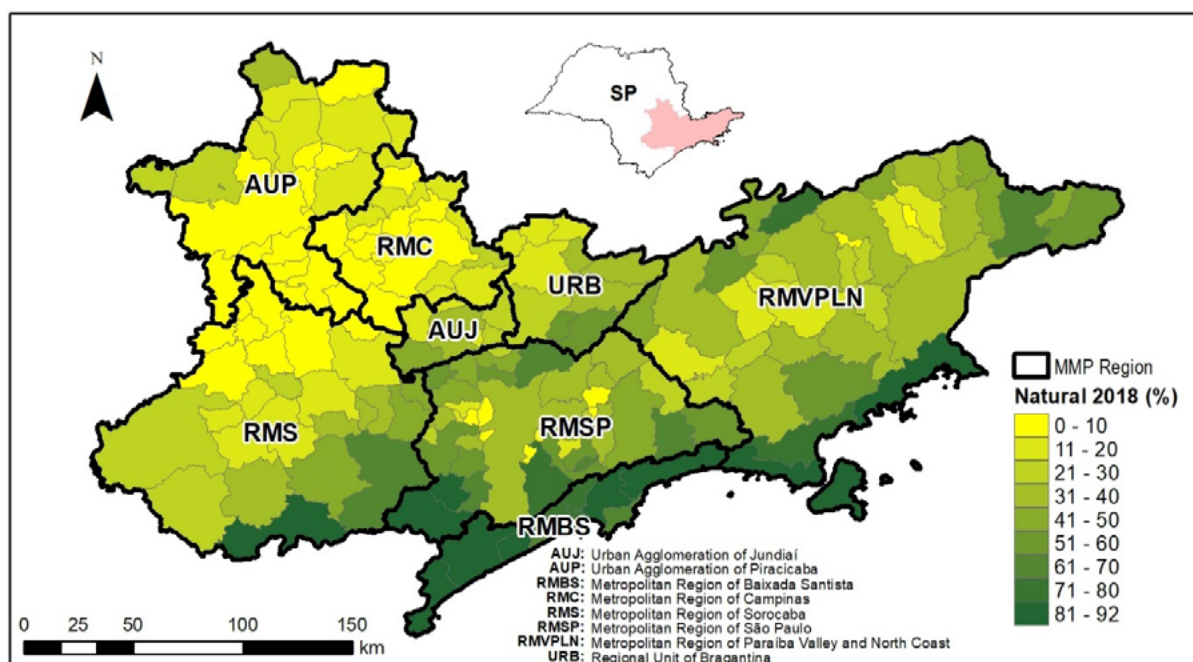 N
SP
AUP
RMC
URB
RMVPLN
AUJ
RMS
RMSP
RMBS
MMP Region
Natural 2018 (%)
0 - 10
11 - 20
21 - 30
31 - 40
41 - 50
51 - 60
61 - 70
71 - 80
81 - 92
AUJ: Urban Agglomeration of Jundiaí
AUP: Urban Agglomeration of Piracicaba
RMBS: Metropolitan Region of Baixada Santista
RMC: Metropolitan Region of Campinas
RMS: Metropolitan Region of Sorocaba
RMSP: Metropolitan Region of São Paulo
RMVPLN: Metropolitan Region of Paraíba Valley and North Coast
URB: Regional Unit of Bragantina
0 25 50 100 150
km